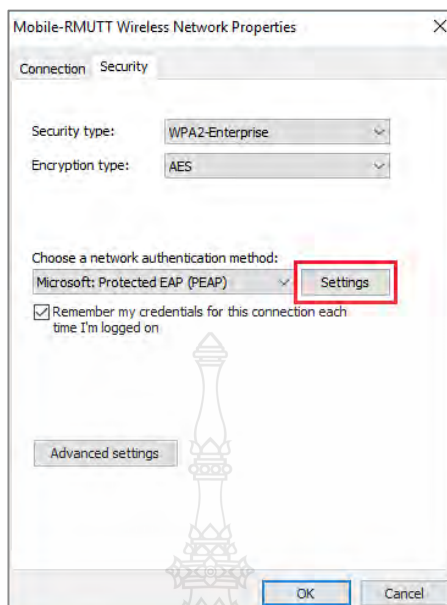 Mobile-RMUTT Wireless Network Properties
Connection Security
Security type: WPA2-Enterprise
Encryption type: AES
Choose a network authentication method:
Microsoft: Protected EAP (PEAP) Settings
Remember my credentials for this connection each
time I'm logged on
Advanced settings
OK Cancel